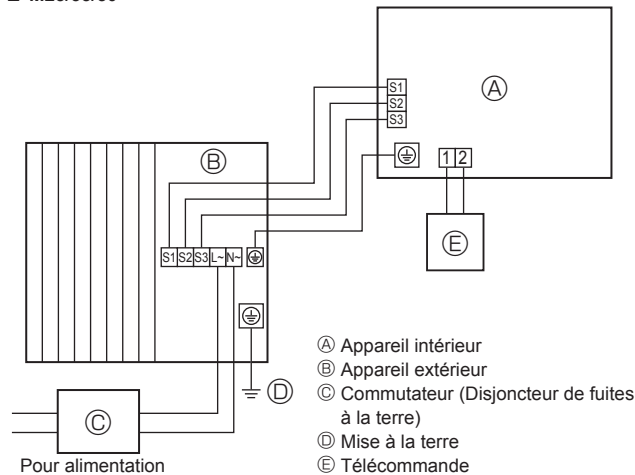 S1
S2
S3
Ⓐ
Ⓑ
1 2
Ⓔ
S1 S2 S3 L~ N~
Ⓓ
Ⓒ
Pour alimentation
Ⓐ Appareil intérieur
Ⓑ Appareil extérieur
Ⓒ Commutateur (Disjoncteur de fuites
à la terre)
Ⓓ Mise à la terre
Ⓔ Télécommande